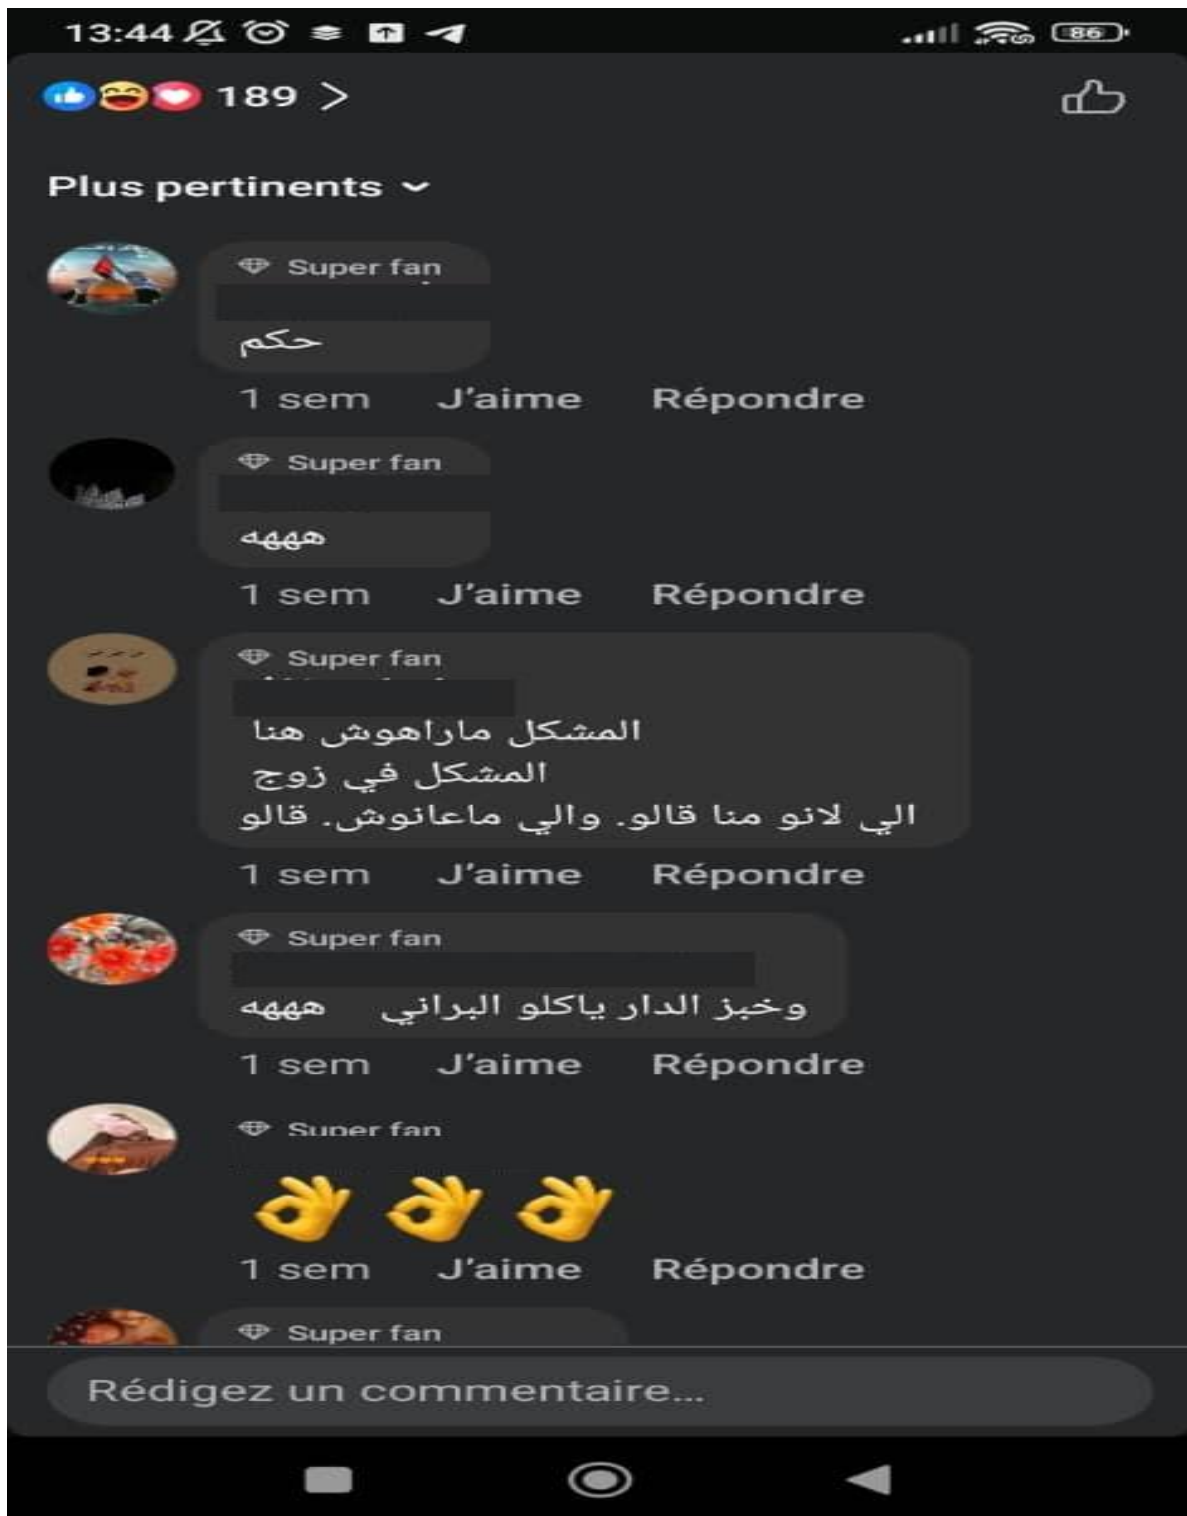 13:44 86
189
Plus pertinents
Super fan
حكم
1 sem J'aime Répondre
Super fan
هههه
1 sem J'aime Répondre
Super fan
المشكل ماراهوش هنا
المشكل في زوج
الي لانو منا قالو. والي ماعانوش. قالو
1 sem J'aime Répondre
Super fan
وخبز الدار ياكلو البراني هههه
1 sem J'aime Répondre
Super fan
👌 👌 👌
1 sem J'aime Répondre
Super fan
Rédigez un commentaire...